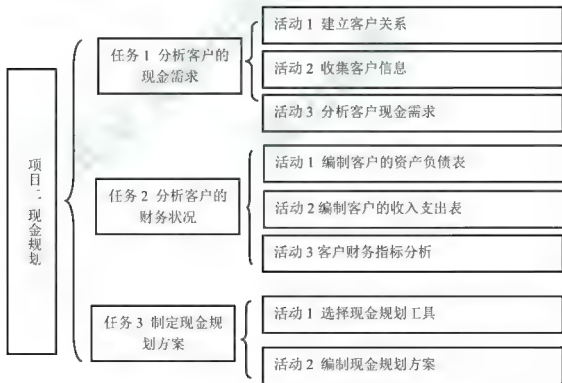 项目二 现金规划
任务1 分析客户的
现金需求
活动1 建立客户关系
活动2 收集客户信息
活动3 分析客户现金需求
任务2 分析客户的
财务状况
活动1 编制客户的资产负债表
活动2编制客户的收入支出表
活动3客户财务指标分析
任务3 制定现金规
划方案
活动1 选择现金规划工具
活动2 编制现金规划方案